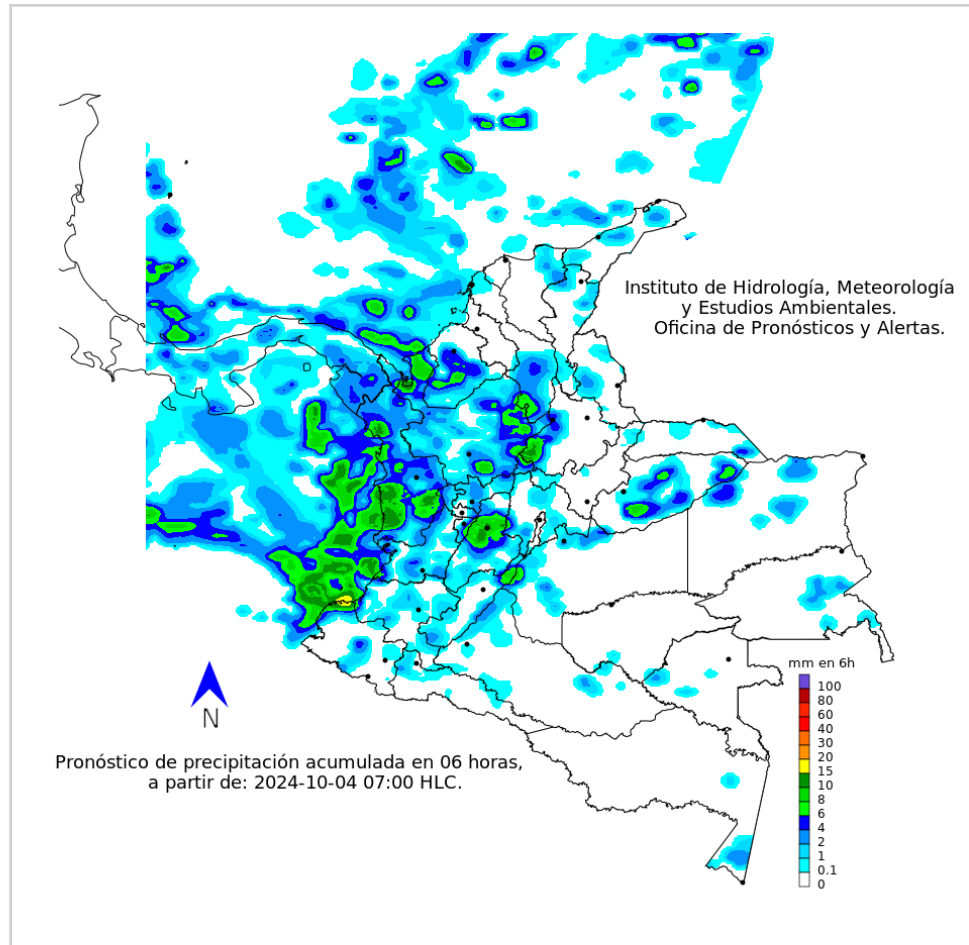 Instituto de Hidrología, Meteorología
y Estudios Ambientales.
Oficina de Pronósticos y Alertas.
mm en 6h
100
80
60
40
30
20
15
10
8
6
4
2
1
0.1
0
N
Pronóstico de precipitación acumulada en 06 horas,
a partir de: 2024-10-04 07:00 HLC.